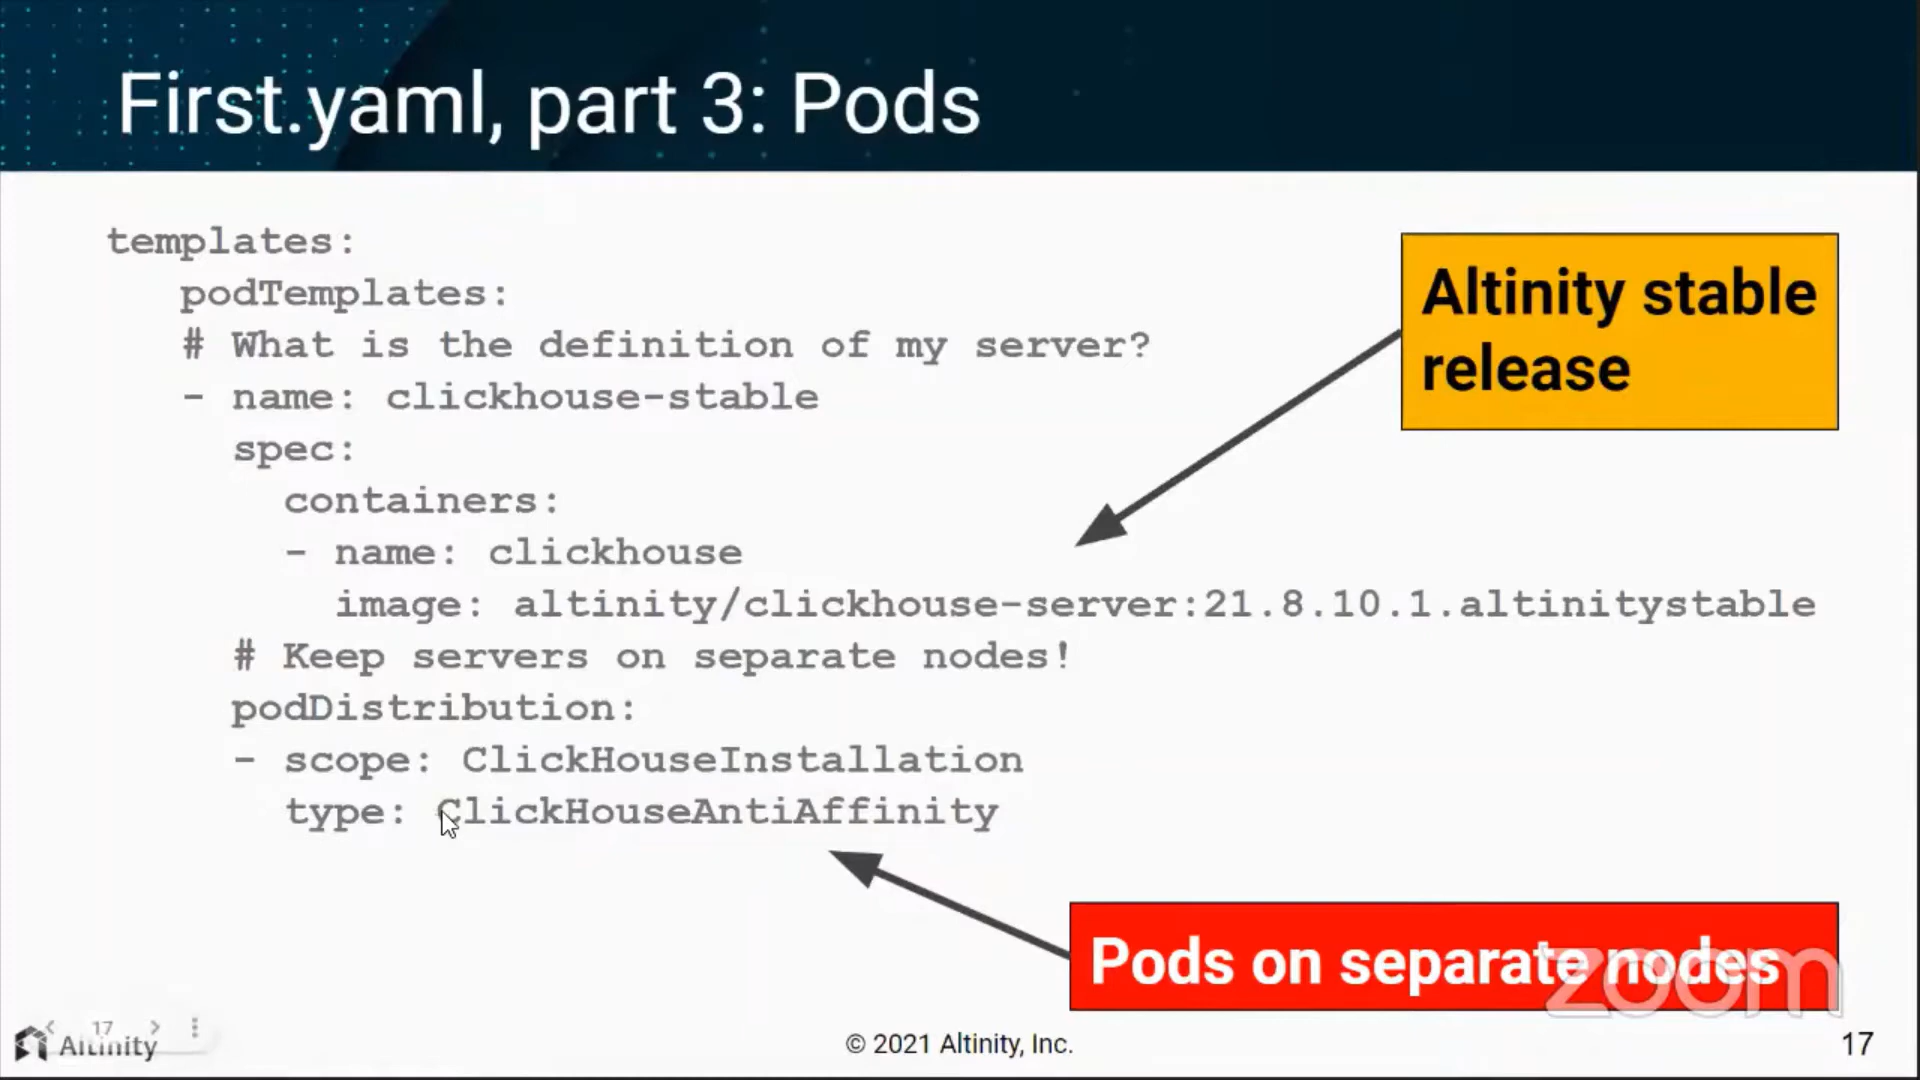 First.yaml, part 3: Pods
templates:
podTemplates:
# What is the definition of my server?
- name: clickhouse-stable
spec:
containers:
- name: clickhouse
image: altinity/clickhouse-server:21.8.10.1.altinitystable
# Keep servers on separate nodes!
podDistribution:
- scope: ClickHouseInstallation
type: ClickHouseAntiAffinity
Altinity stable
release
Pods on separate nodes
zoom
17
Altinity
© 2021 Altinity, Inc.
17